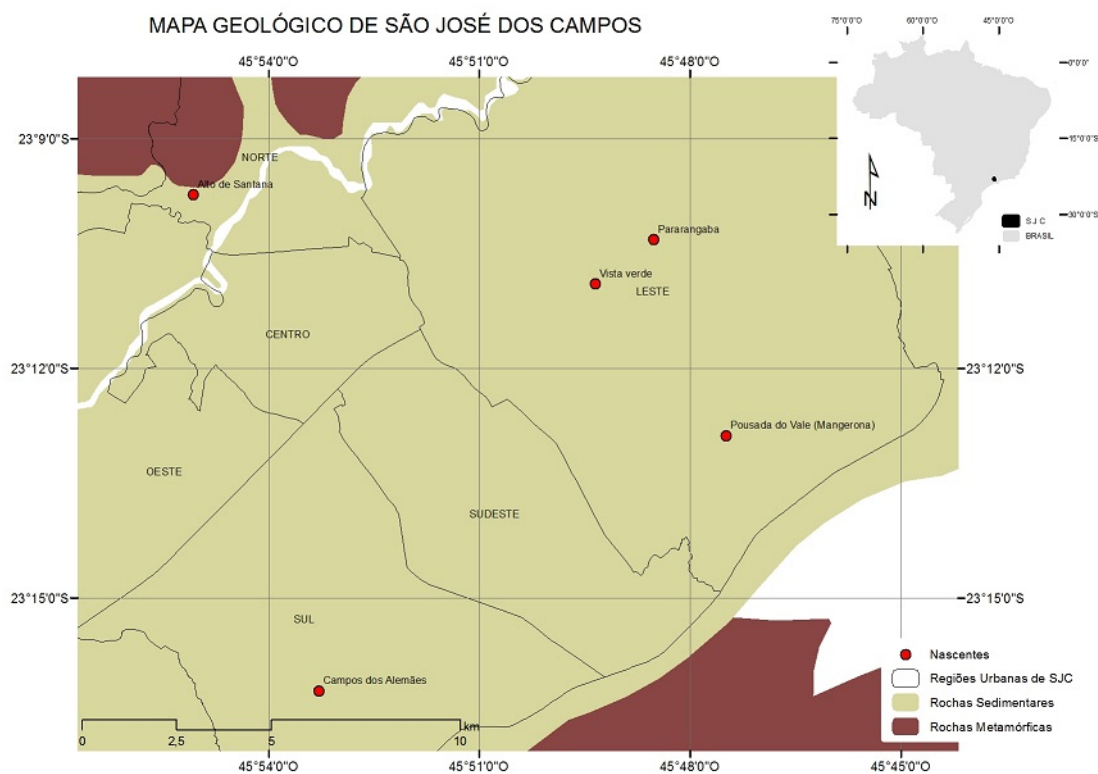 MAPA GEOLÓGICO DE SÃO JOSÉ DOS CAMPOS
75°0'0"O 60°0'0"O 45°0'0"O
0°0'0"
15°0'0"S
30°0'0"S
N
S J C
BRASIL
45°54'0"O 45°51'0"O 45°48'0"O
23°9'0"S
NORTE
Alto de Santana
Pararangaba
Vista verde
LESTE
CENTRO
23°12'0"S 23°12'0"S
Pousada do Vale (Mangerona)
OESTE
SUDESTE
23°15'0"S 23°15'0"S
SUL
Campos dos Alemães
km
0 2,5 5 10
Nascentes
Regiões Urbanas de SJC
Rochas Sedimentares
Rochas Metamórficas
45°54'0"O 45°51'0"O 45°48'0"O 45°45'0"O